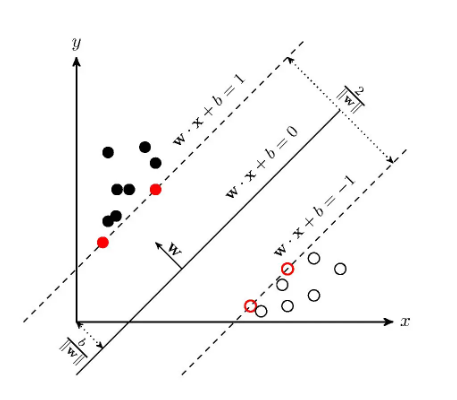 y
w · x + b = 1
2
‖w‖
w · x + b = 0
w · x + b = −1
w
x
b
‖w‖